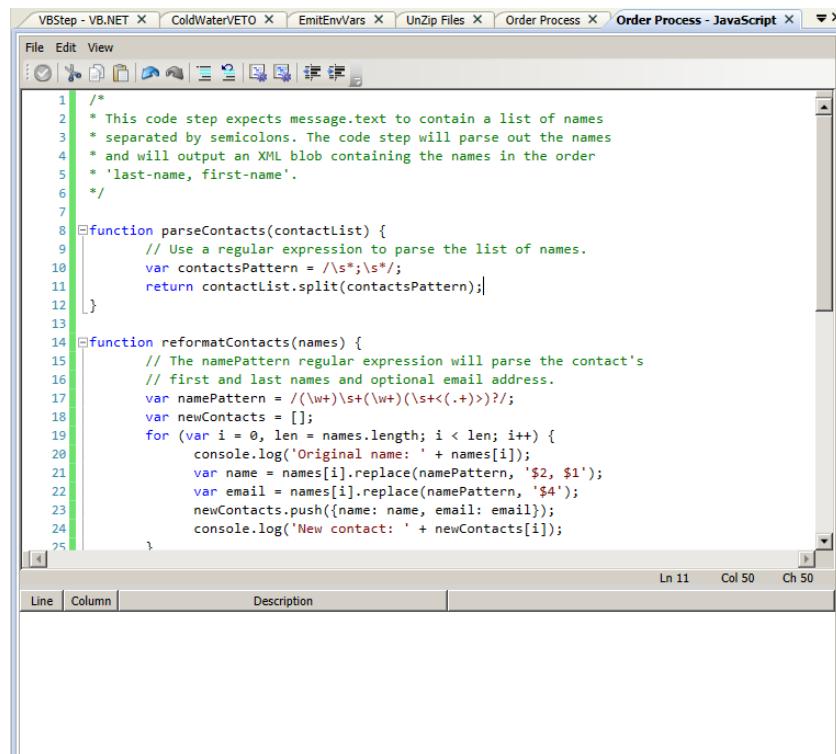 VBStep - VB.NET X ColdWaterVETO X EmitEnvVars X UnZip Files X Order Process X Order Process - JavaScript X
File Edit View
1 /*
2 * This code step expects message.text to contain a list of names
3 * separated by semicolons. The code step will parse out the names
4 * and will output an XML blob containing the names in the order
5 * 'last-name, first-name'.
6 */
7
8 function parseContacts(contactList) {
9 // Use a regular expression to parse the list of names.
10 var contactsPattern = /\s*;\s*/;
11 return contactList.split(contactsPattern);
12 }
13
14 function reformatContacts(names) {
15 // The namePattern regular expression will parse the contact's
16 // first and last names and optional email address.
17 var namePattern = /(\w+)\s+(\w+)(\s+<(.+)>)?/;
18 var newContacts = [];
19 for (var i = 0, len = names.length; i < len; i++) {
20 console.log('Original name: ' + names[i]);
21 var name = names[i].replace(namePattern, '$2, $1');
22 var email = names[i].replace(namePattern, '$4');
23 newContacts.push({name: name, email: email});
24 console.log('New contact: ' + newContacts[i]);
25 }
Ln 11 Col 50 Ch 50
Line Column Description